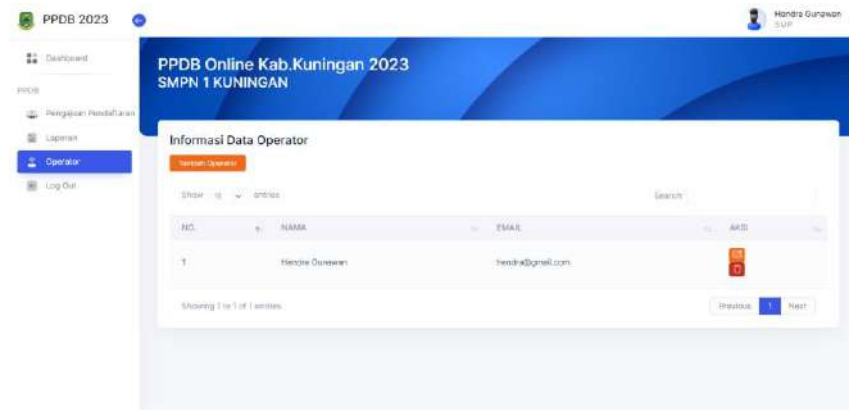 PPDB 2023
Hendra Gunawan
SUP
Dashboard
PPDB
Pengajuan Pendaftaran
Laporan
Operator
Log Out
PPDB Online Kab.Kuningan 2023
SMPN 1 KUNINGAN
Informasi Data Operator
Tambah Operator
Show 10 entries
Search:
NO. NAMA EMAIL AKSI
1 Hendra Gunawan hendra@gmail.com
Showing 1 to 1 of 1 entries
Previous 1 Next